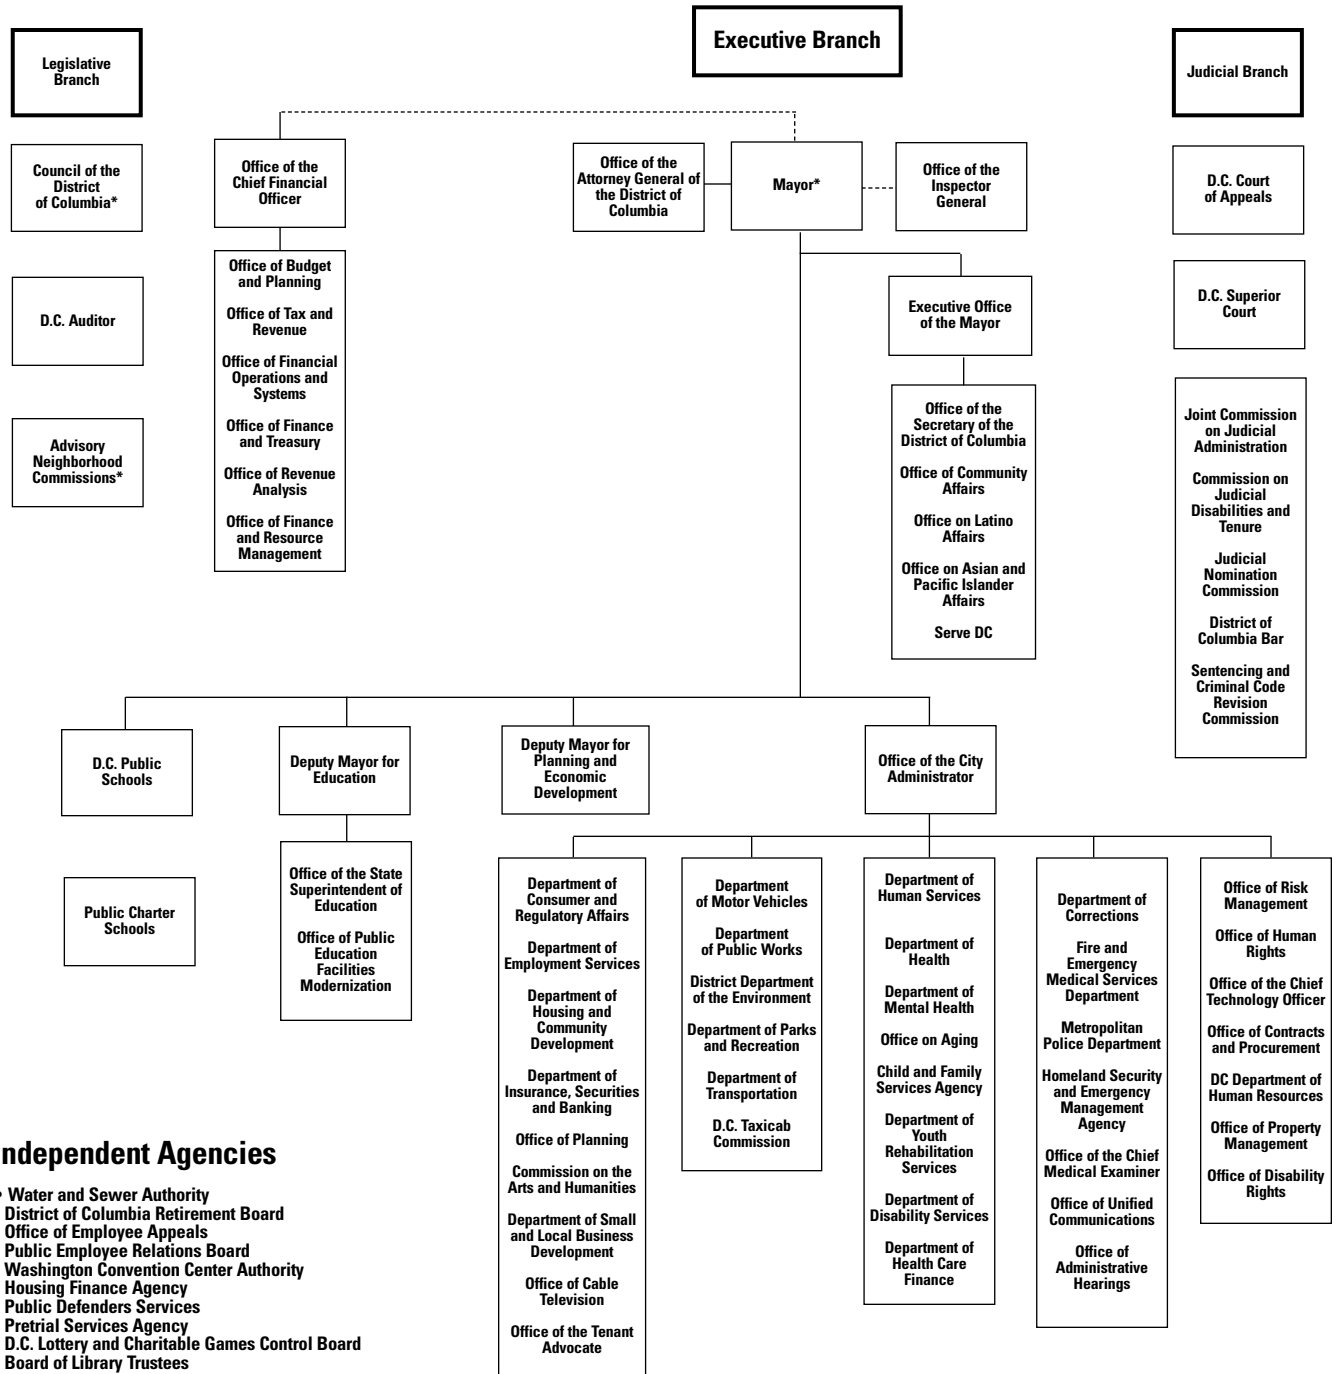 Executive Branch
Legislative
Branch
Judicial Branch
Council of the
District
of Columbia*
Office of the
Chief Financial
Officer
Office of the
Attorney General of
the District of
Columbia
Mayor*
Office of the
Inspector
General
D.C. Court
of Appeals
D.C. Auditor
Office of Budget
and Planning
Office of Tax and
Revenue
Office of Financial
Operations and
Systems
Office of Finance
and Treasury
Office of Revenue
Analysis
Office of Finance
and Resource
Management
Executive Office
of the Mayor
D.C. Superior
Court
Advisory
Neighborhood
Commissions*
Office of the
Secretary of the
District of Columbia
Office of Community
Affairs
Office on Latino
Affairs
Office on Asian and
Pacific Islander
Affairs
Serve DC
Joint Commission
on Judicial
Administration
Commission on
Judicial
Disabilities and
Tenure
Judicial
Nomination
Commission
District of
Columbia Bar
Sentencing and
Criminal Code
Revision
Commission
D.C. Public
Schools
Deputy Mayor for
Education
Deputy Mayor for
Planning and
Economic
Development
Office of the City
Administrator
Public Charter
Schools
Office of the State
Superintendent of
Education
Office of Public
Education
Facilities
Modernization
Department of
Consumer and
Regulatory Affairs
Department of
Employment Services
Department of
Housing and
Community
Development
Department of
Insurance, Securities
and Banking
Office of Planning
Commission on the
Arts and Humanities
Department of Small
and Local Business
Development
Office of Cable
Television
Office of the Tenant
Advocate
Department
of Motor Vehicles
Department
of Public Works
District Department
of the Environment
Department of Parks
and Recreation
Department of
Transportation
D.C. Taxicab
Commission
Department of
Human Services
Department of
Health
Department of
Mental Health
Office on Aging
Child and Family
Services Agency
Department of
Youth
Rehabilitation
Services
Department of
Disability Services
Department of
Health Care
Finance
Department of
Corrections
Fire and
Emergency
Medical Services
Department
Metropolitan
Police Department
Homeland Security
and Emergency
Management
Agency
Office of the Chief
Medical Examiner
Office of Unified
Communications
Office of
Administrative
Hearings
Office of Risk
Management
Office of Human
Rights
Office of the Chief
Technology Officer
Office of Contracts
and Procurement
DC Department of
Human Resources
Office of Property
Management
Office of Disability
Rights
ndependent Agencies
• Water and Sewer Authority
District of Columbia Retirement Board
Office of Employee Appeals
Public Employee Relations Board
Washington Convention Center Authority
Housing Finance Agency
Public Defenders Services
Pretrial Services Agency
D.C. Lottery and Charitable Games Control Board
Board of Library Trustees